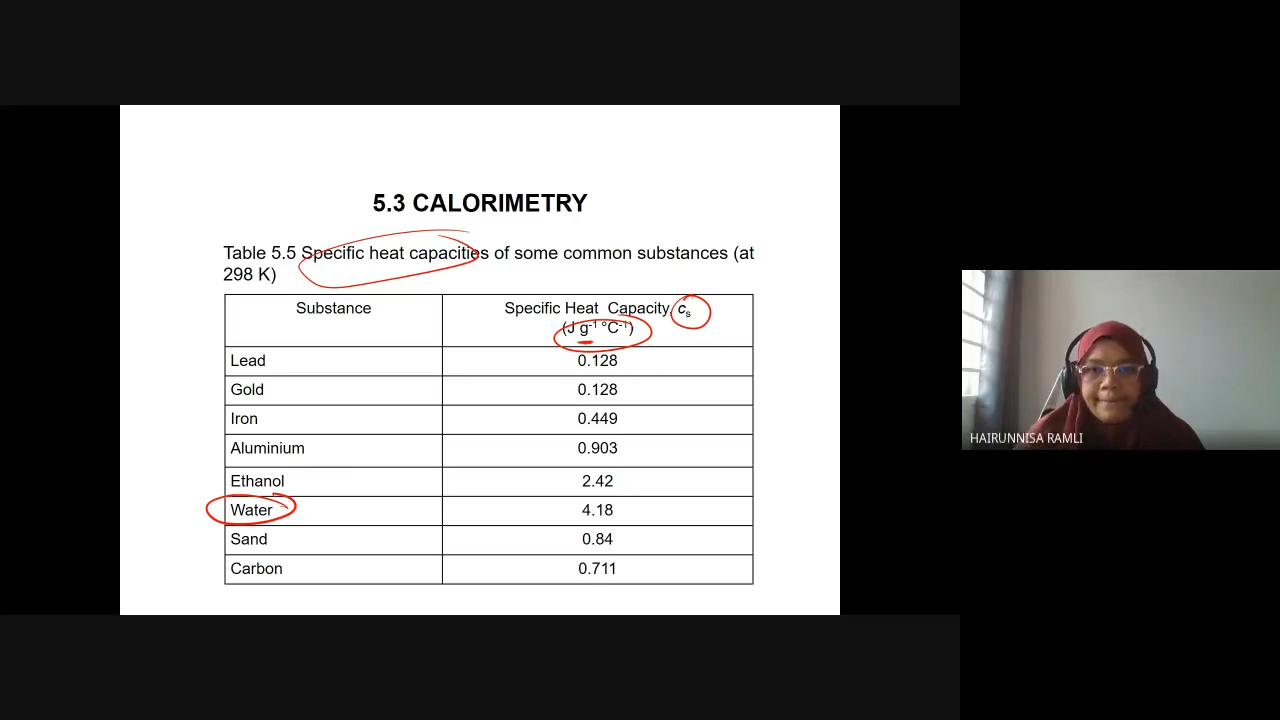 5.3 CALORIMETRY
Table 5.5 Specific heat capacities of some common substances (at
298 K)
Substance
Specific Heat Capacity, cₛ
(J g⁻¹ °C⁻¹)
Lead 0.128
Gold 0.128
Iron 0.449
Aluminium 0.903
Ethanol 2.42
Water 4.18
Sand 0.84
Carbon 0.711
HAIRUNNISA RAMLI